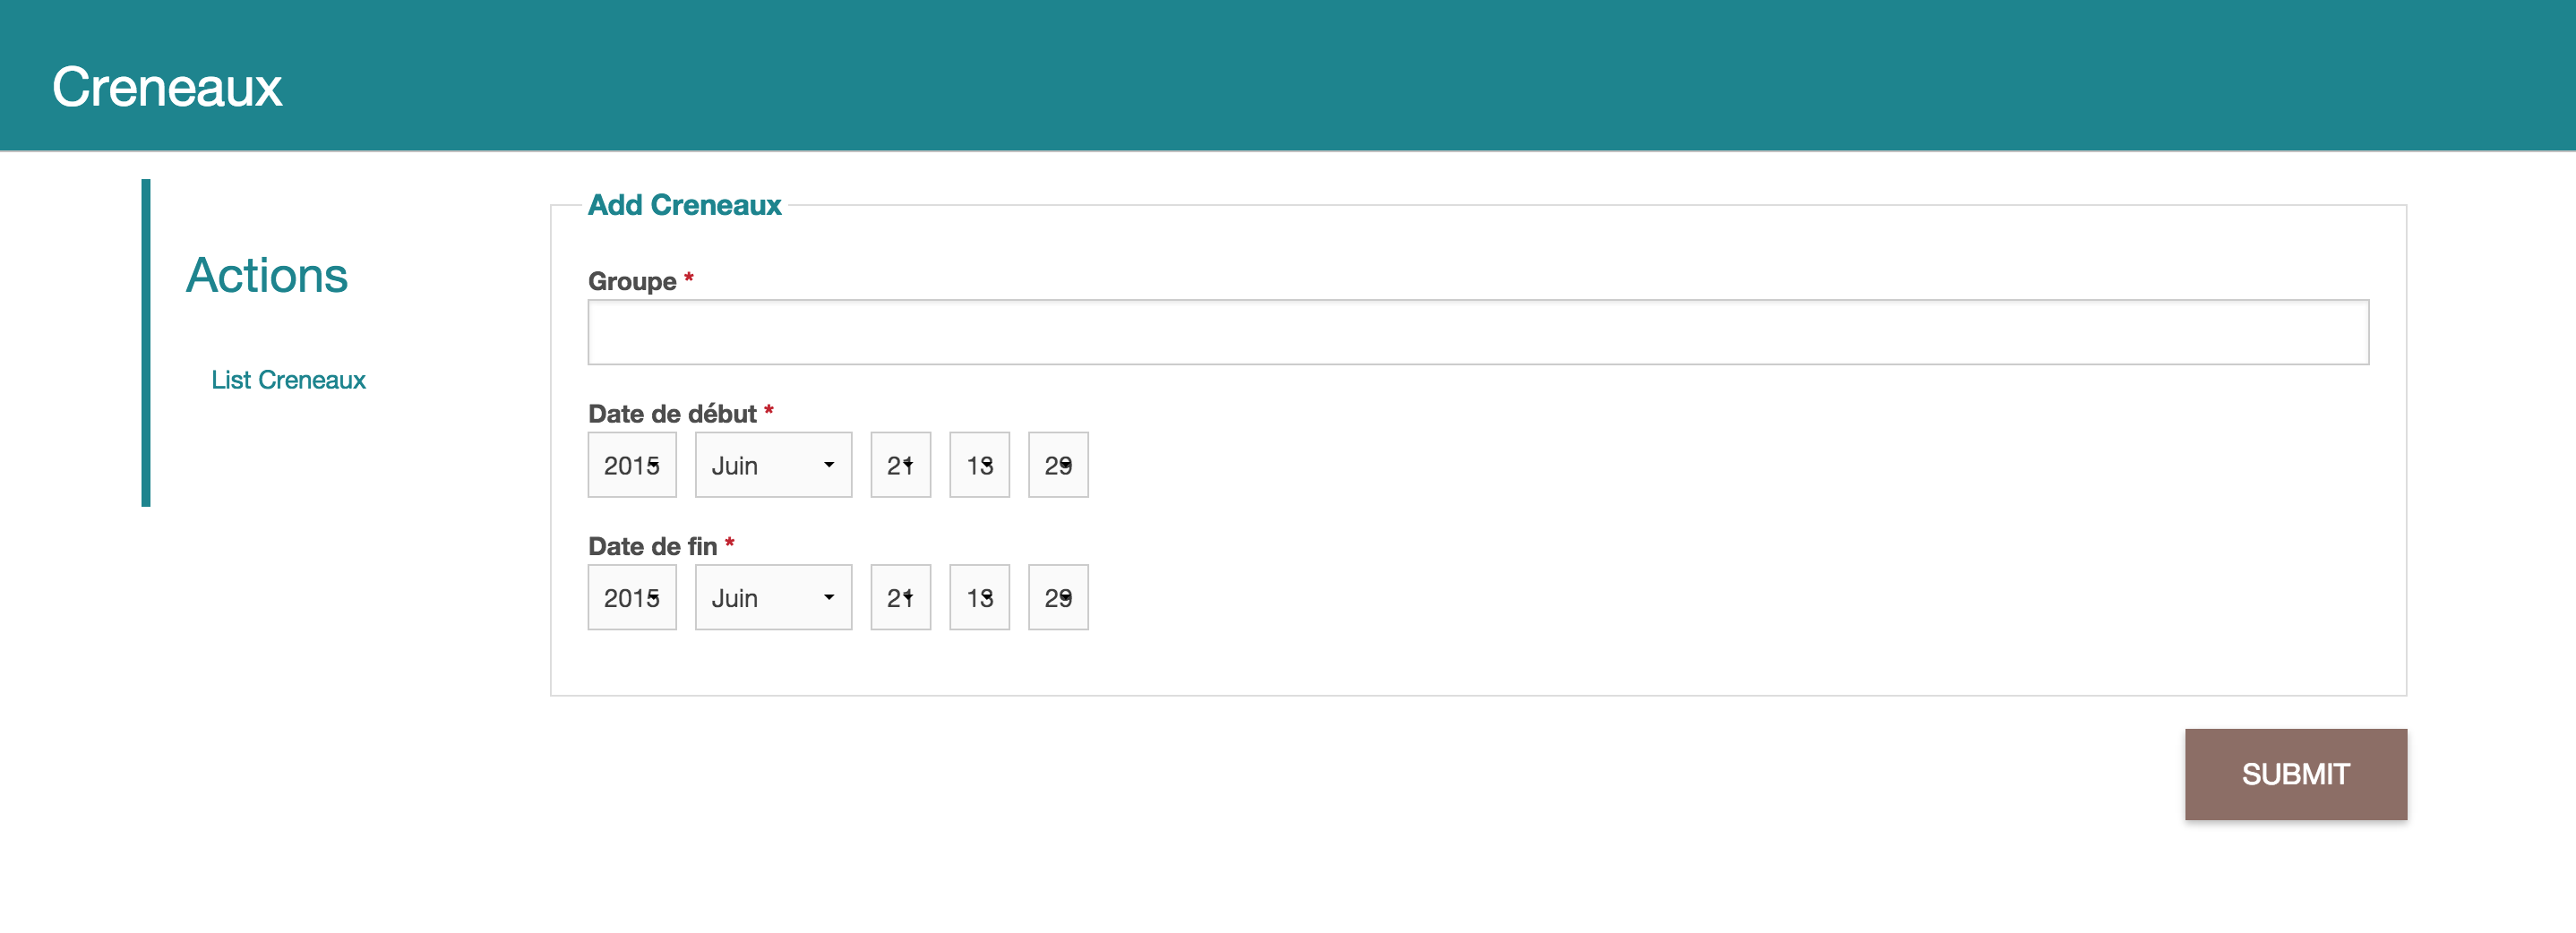 Creneaux
Actions
List Creneaux
Add Creneaux
Groupe *
Date de début *
2015 Juin 21 13 29
Date de fin *
2015 Juin 21 13 29
SUBMIT